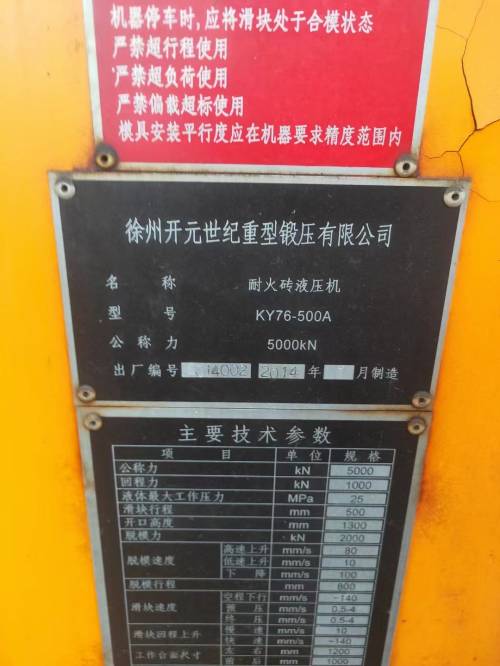 机器停车时,应将滑块处于合模状态
严禁超行程使用
严禁超负荷使用
严禁偏载超标使用
模具安装平行度应在机器要求精度范围内
徐州开元世纪重型锻压有限公司
名 称 耐火砖液压机
型 号 KY76-500A
公 称 力 5000kN
出厂编号 14002 2014 年 月制造
主要技术参数
项 目 单 位 规 格
公称力 kN 5000
回程力 kN 1000
液体最大工作压力 MPa 25
滑块行程 mm 500
开口高度 mm 1300
脱模力 kN 2000
脱模速度 高速上升 mm/s 80
低速上升 mm/s 10
下 降 mm/s 100
脱模行程 mm 800
滑块速度 空程下行 mm/s ~140
预 压 mm/s 0.5-4
终 压 mm/s 0.5-4
滑块回程上升 慢 速 mm/s 10
快 速 mm/s ~140
工作台面尺寸 左 右 mm 1200
前 后 mm 1000